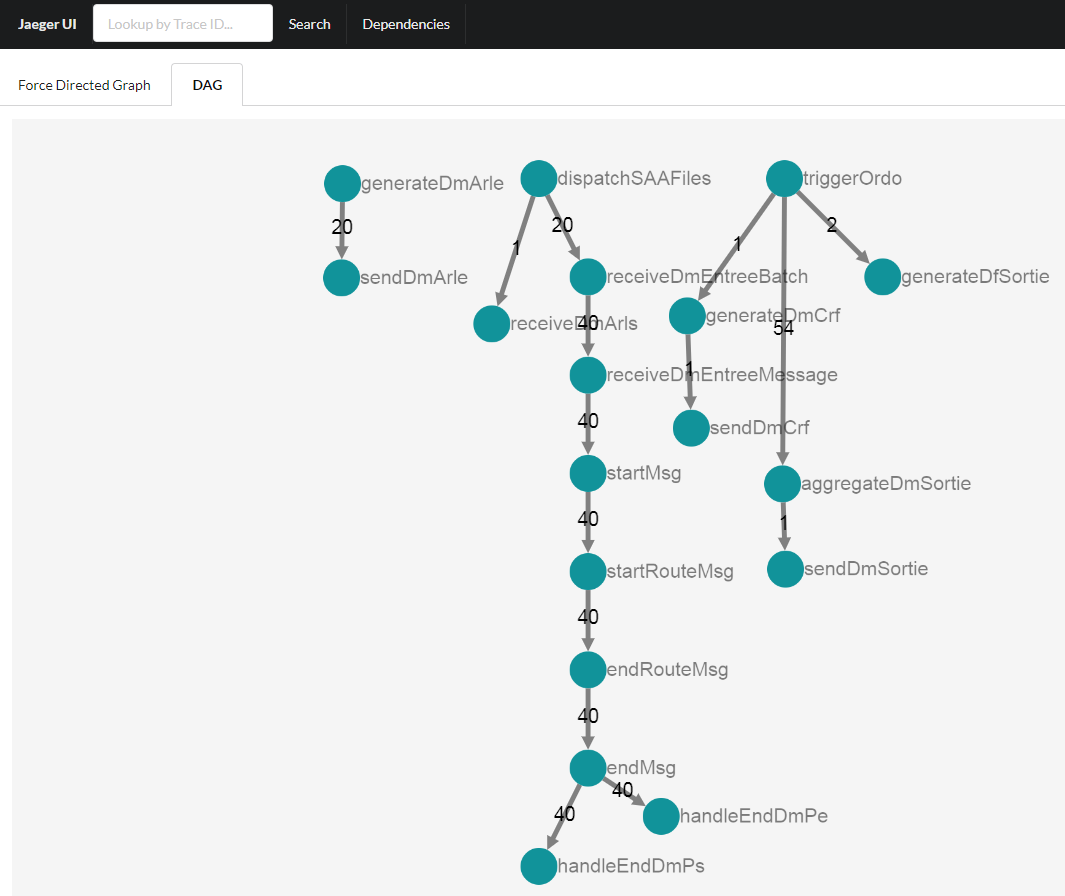 Jaeger UI
Lookup by Trace ID...
Search
Dependencies
Force Directed Graph
DAG
generateDmArle
dispatchSAAFiles
triggerOrdo
20
20
2
1
1
sendDmArle
receiveDmEntreeBatch
generateDfSortie
receiveDmArls
40
generateDmCrf
54
1
receiveDmEntreeMessage
40
sendDmCrf
startMsg
aggregateDmSortie
40
1
startRouteMsg
sendDmSortie
40
endRouteMsg
40
endMsg
40
40
handleEndDmPe
handleEndDmPs